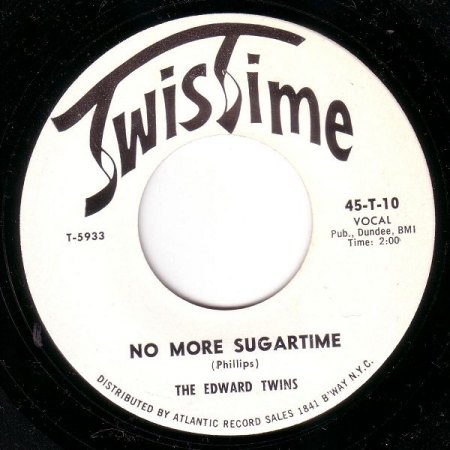 TwisTime
T-5933
45-T-10
VOCAL
Pub., Dundee, BMI
Time: 2:00
NO MORE SUGARTIME
(Phillips)
THE EDWARD TWINS
DISTRIBUTED BY ATLANTIC RECORD SALES 1841 B'WAY N.Y.C.